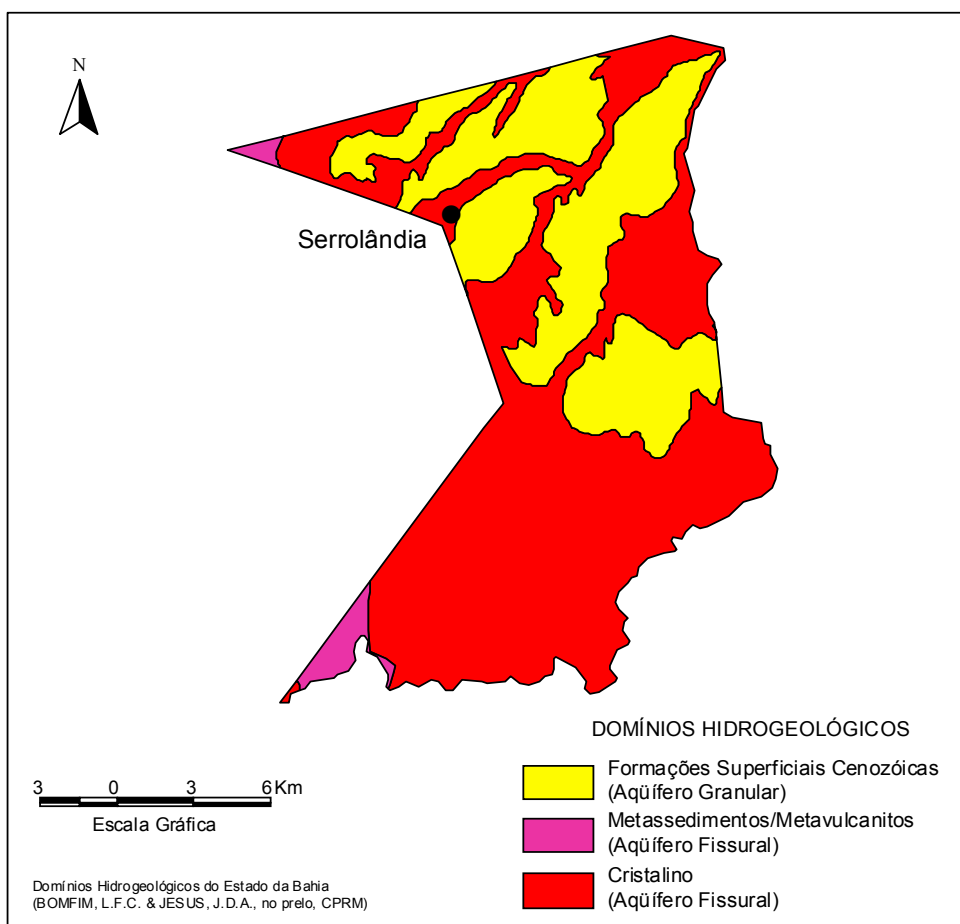 N
Serrolândia
DOMÍNIOS HIDROGEOLÓGICOS
Formações Superficiais Cenozóicas
(Aqüífero Granular)
Metassedimentos/Metavulcanitos
(Aqüífero Fissural)
Cristalino
(Aqüífero Fissural)
3 0 3 6 Km
Escala Gráfica
Domínios Hidrogeológicos do Estado da Bahia
(BOMFIM, L.F.C. & JESUS, J.D.A., no prelo, CPRM)